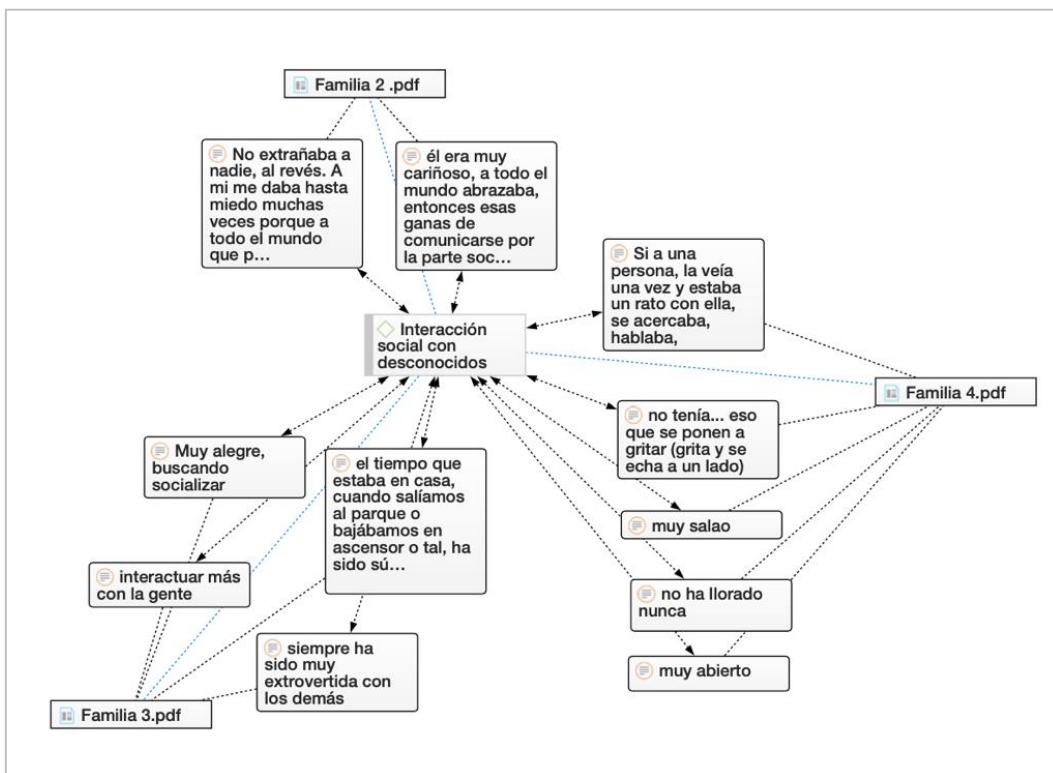 Familia 2 .pdf
No extrañaba a
nadie, al revés. A
mi me daba hasta
miedo muchas
veces porque a
todo el mundo
que p...
él era muy
cariñoso, a todo el
mundo abrazaba,
entonces esas
ganas de
comunicarse por
la parte soc...
Si a una
persona, la veía
una vez y estaba
un rato con ella,
se acercaba,
hablaba,
Interacción
social con
desconocidos
Familia 4.pdf
no tenía... eso
que se ponen a
gritar (grita y se
echa a un lado)
Muy alegre,
buscando
socializar
el tiempo que
estaba en casa,
cuando salíamos
al parque o
bajábamos en
ascensor o tal, ha
sido sú...
muy salao
interactuar más
con la gente
no ha llorado
nunca
siempre ha
sido muy
extrovertida con
los demás
muy abierto
Familia 3.pdf